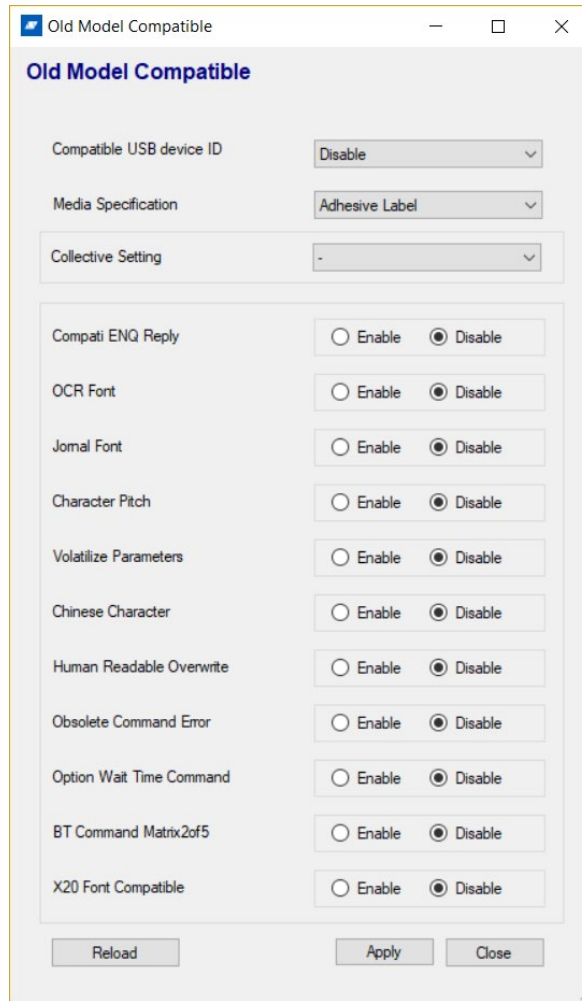 Old Model Compatible
Old Model Compatible
Compatible USB device ID Disable
Media Specification Adhesive Label
Collective Setting -
Compati ENQ Reply Enable Disable
OCR Font Enable Disable
Jornal Font Enable Disable
Character Pitch Enable Disable
Volatilize Parameters Enable Disable
Chinese Character Enable Disable
Human Readable Overwrite Enable Disable
Obsolete Command Error Enable Disable
Option Wait Time Command Enable Disable
BT Command Matrix2of5 Enable Disable
X20 Font Compatible Enable Disable
Reload Apply Close